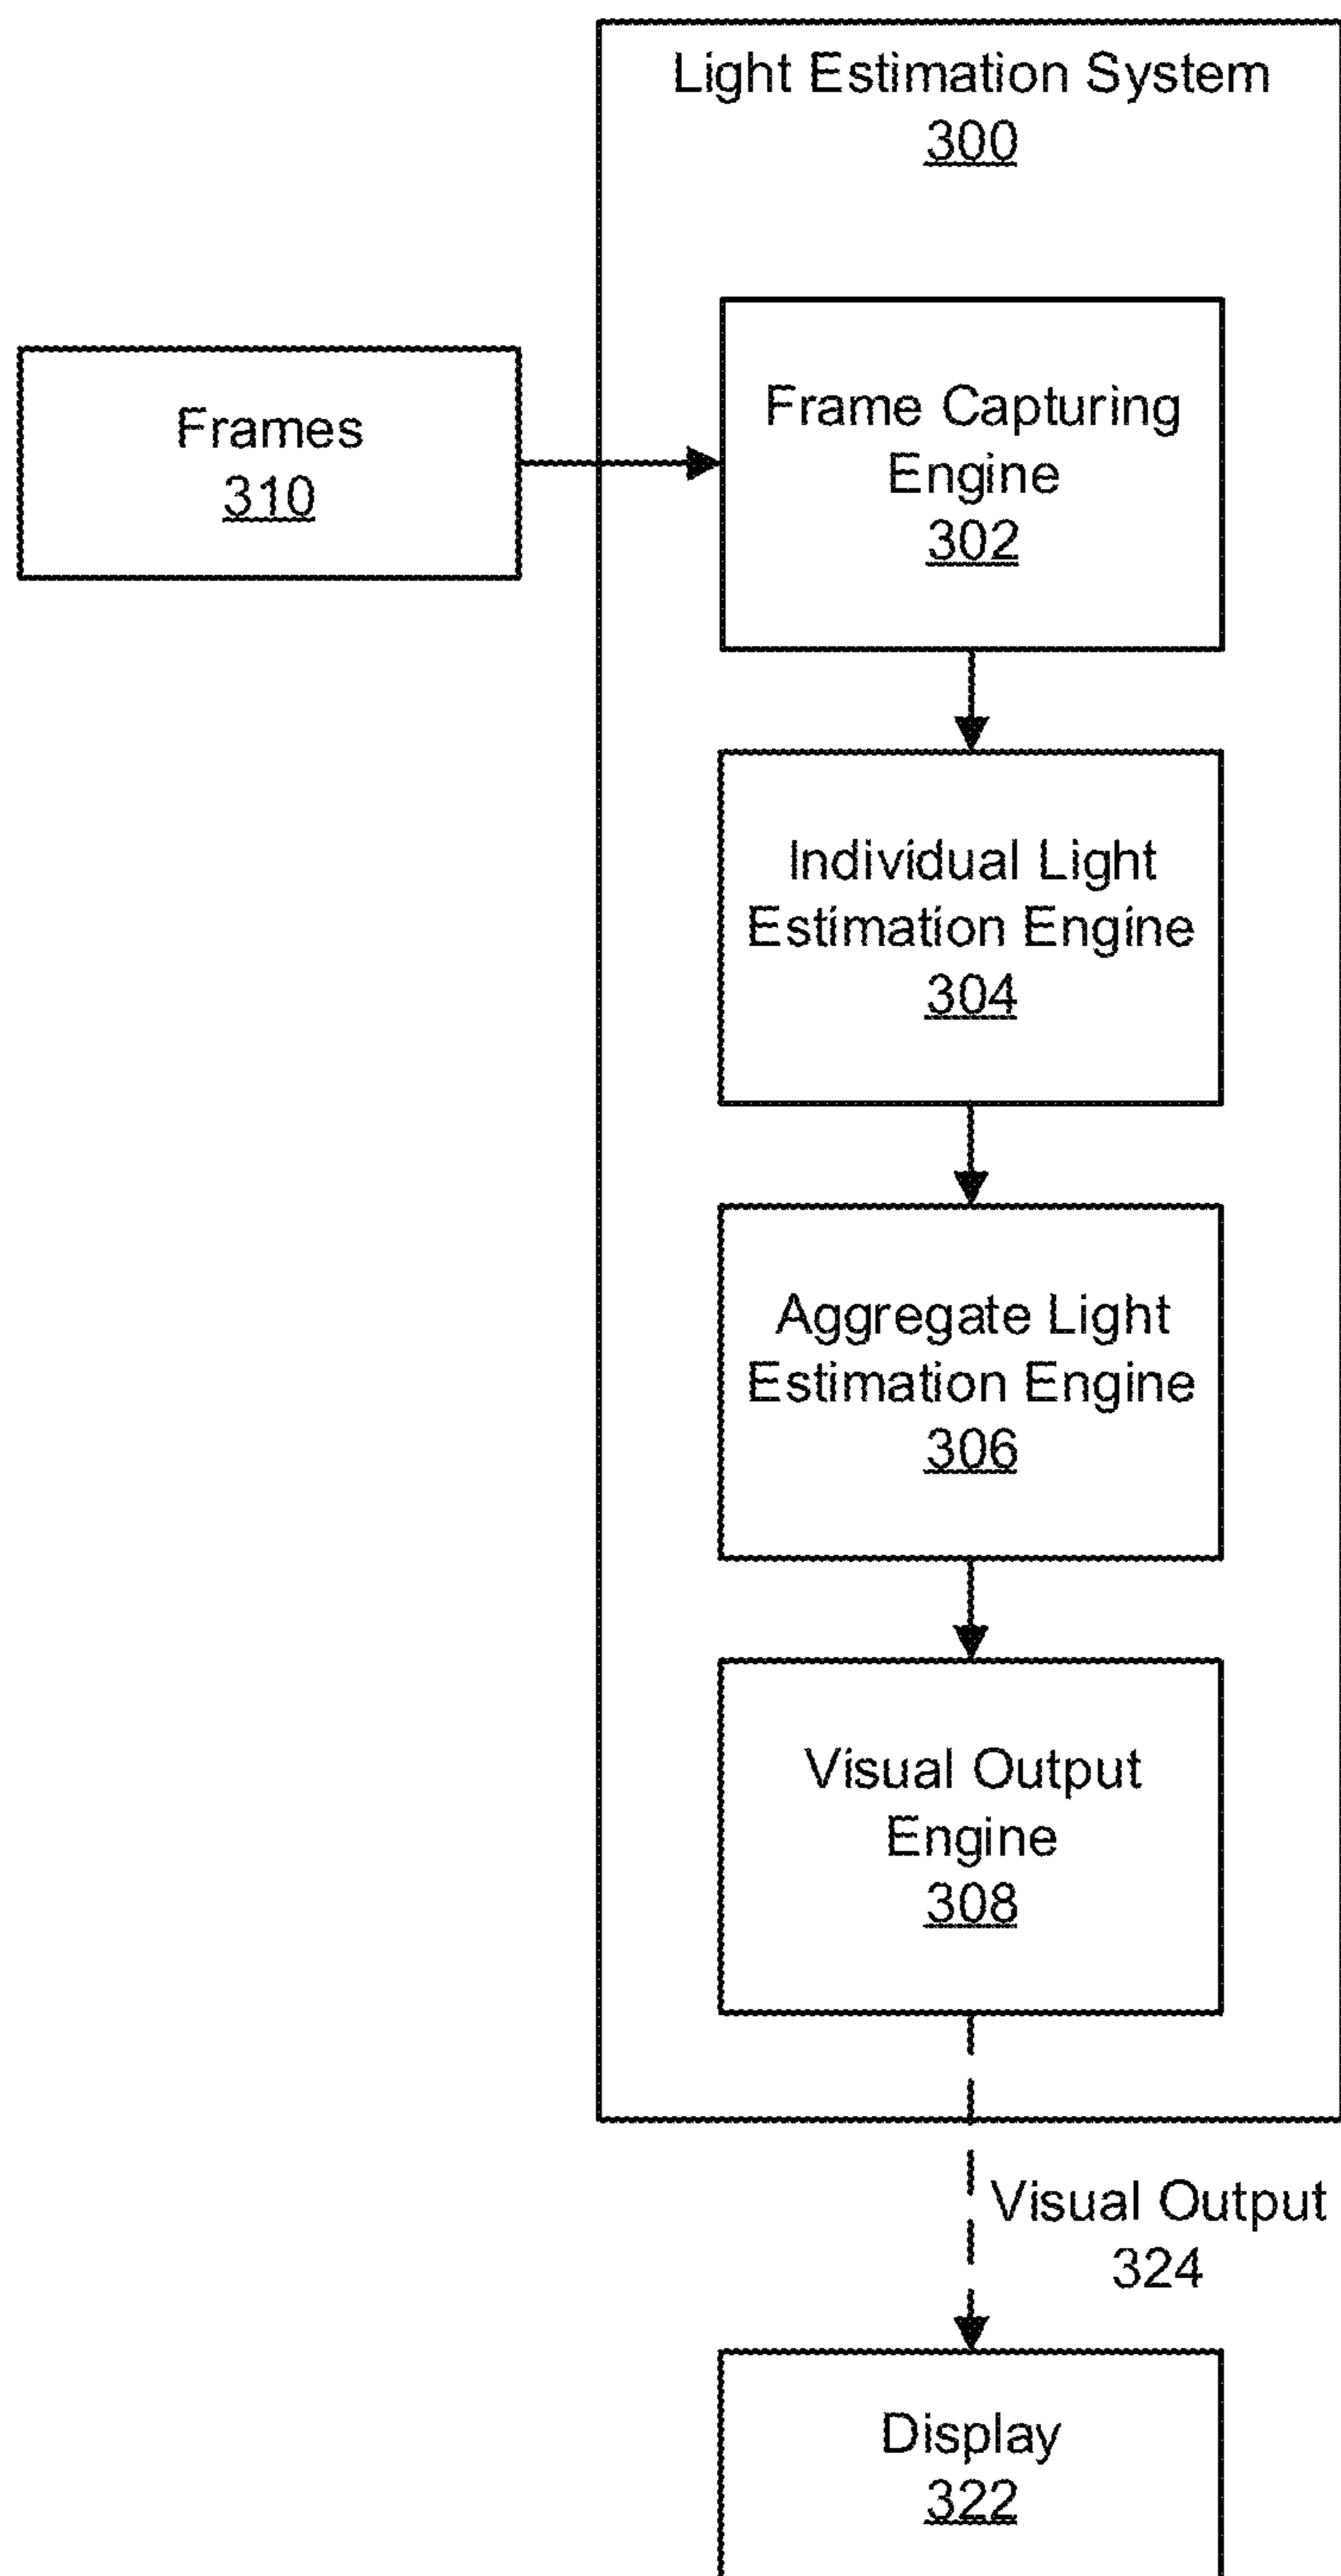 Light Estimation System
300
Frames
310
Frame Capturing
Engine
302
Individual Light
Estimation Engine
304
Aggregate Light
Estimation Engine
306
Visual Output
Engine
308
Visual Output
324
Display
322